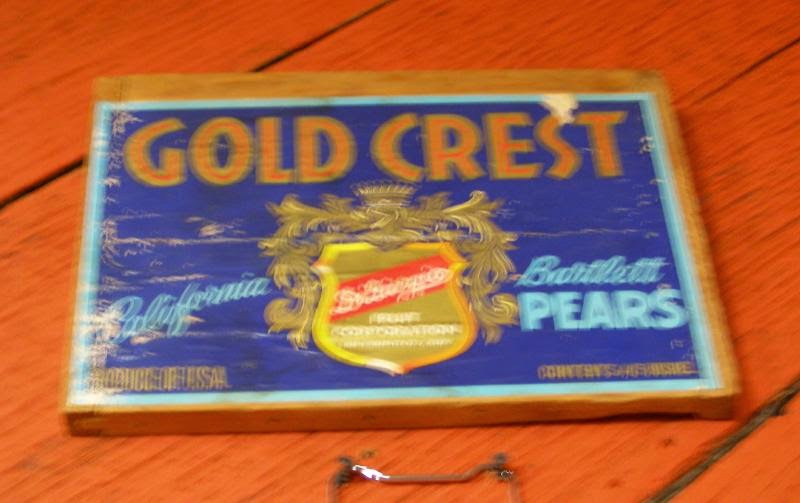 GOLD CREST
California
Bartlett
PEARS
FRUIT
CORPORATION
PRODUCE OF U.S.A.